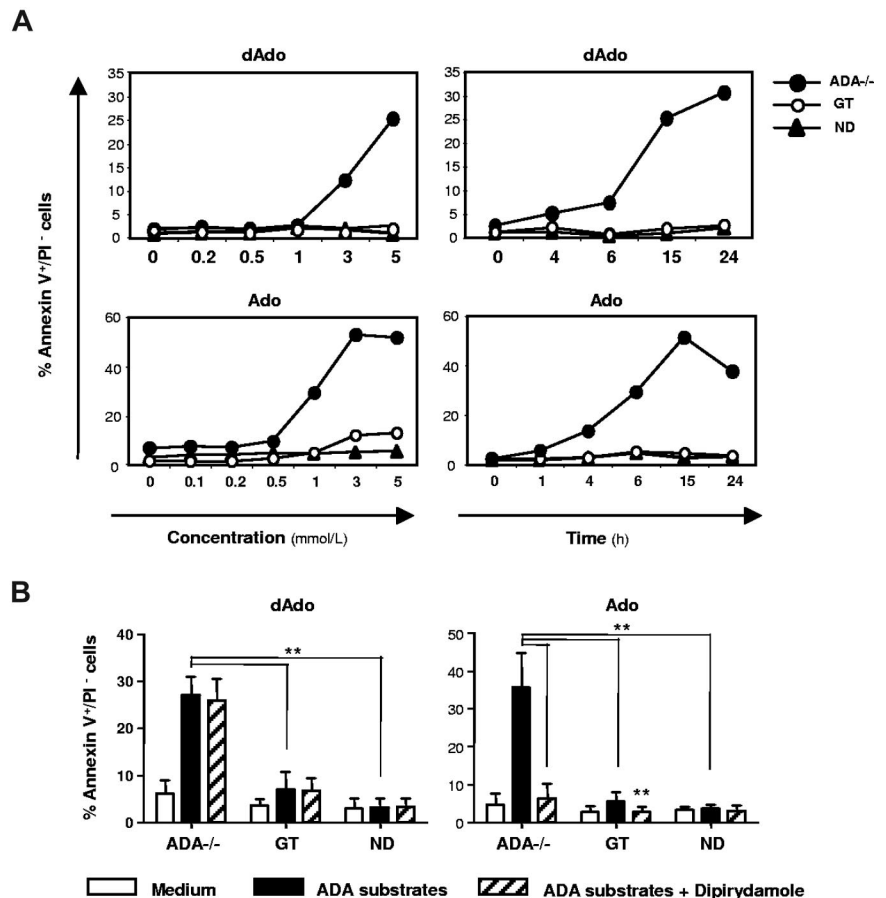 A
dAdo
dAdo
35
30
25
20
15
10
5
0
0 0.2 0.5 1 3 5
35
30
25
20
15
10
5
0
0 4 6 15 24
ADA-/-
GT
ND
% Annexin V⁺/PI⁻ cells
Ado
Ado
60
40
20
0
0 0.1 0.2 0.5 1 3 5
60
40
20
0
0 1 4 6 15 24
Concentration (mmol/L)
Time (h)
B
dAdo
Ado
% Annexin V⁺/PI⁻ cells
40
30
20
10
0
**
ADA-/- GT ND
50
40
30
20
10
0
**
**
ADA-/- GT ND
Medium ADA substrates ADA substrates + Dipirydamole